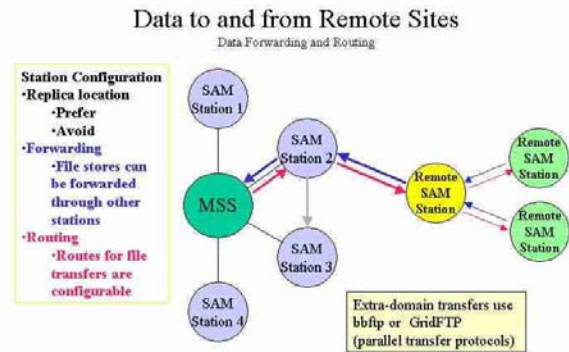 Data to and from Remote Sites
Data Forwarding and Routing
Station Configuration
•Replica location
•Prefer
•Avoid
•Forwarding
•File stores can
be forwarded
through other
stations
•Routing
•Routes for file
transfers are
configurable
SAM
Station 1
SAM
Station 2
MSS
SAM
Station 3
SAM
Station 4
Remote
SAM
Station
Remote
SAM
Station
Remote
SAM
Station
Extra-domain transfers use
bbftp or GridFTP
(parallel transfer protocols)